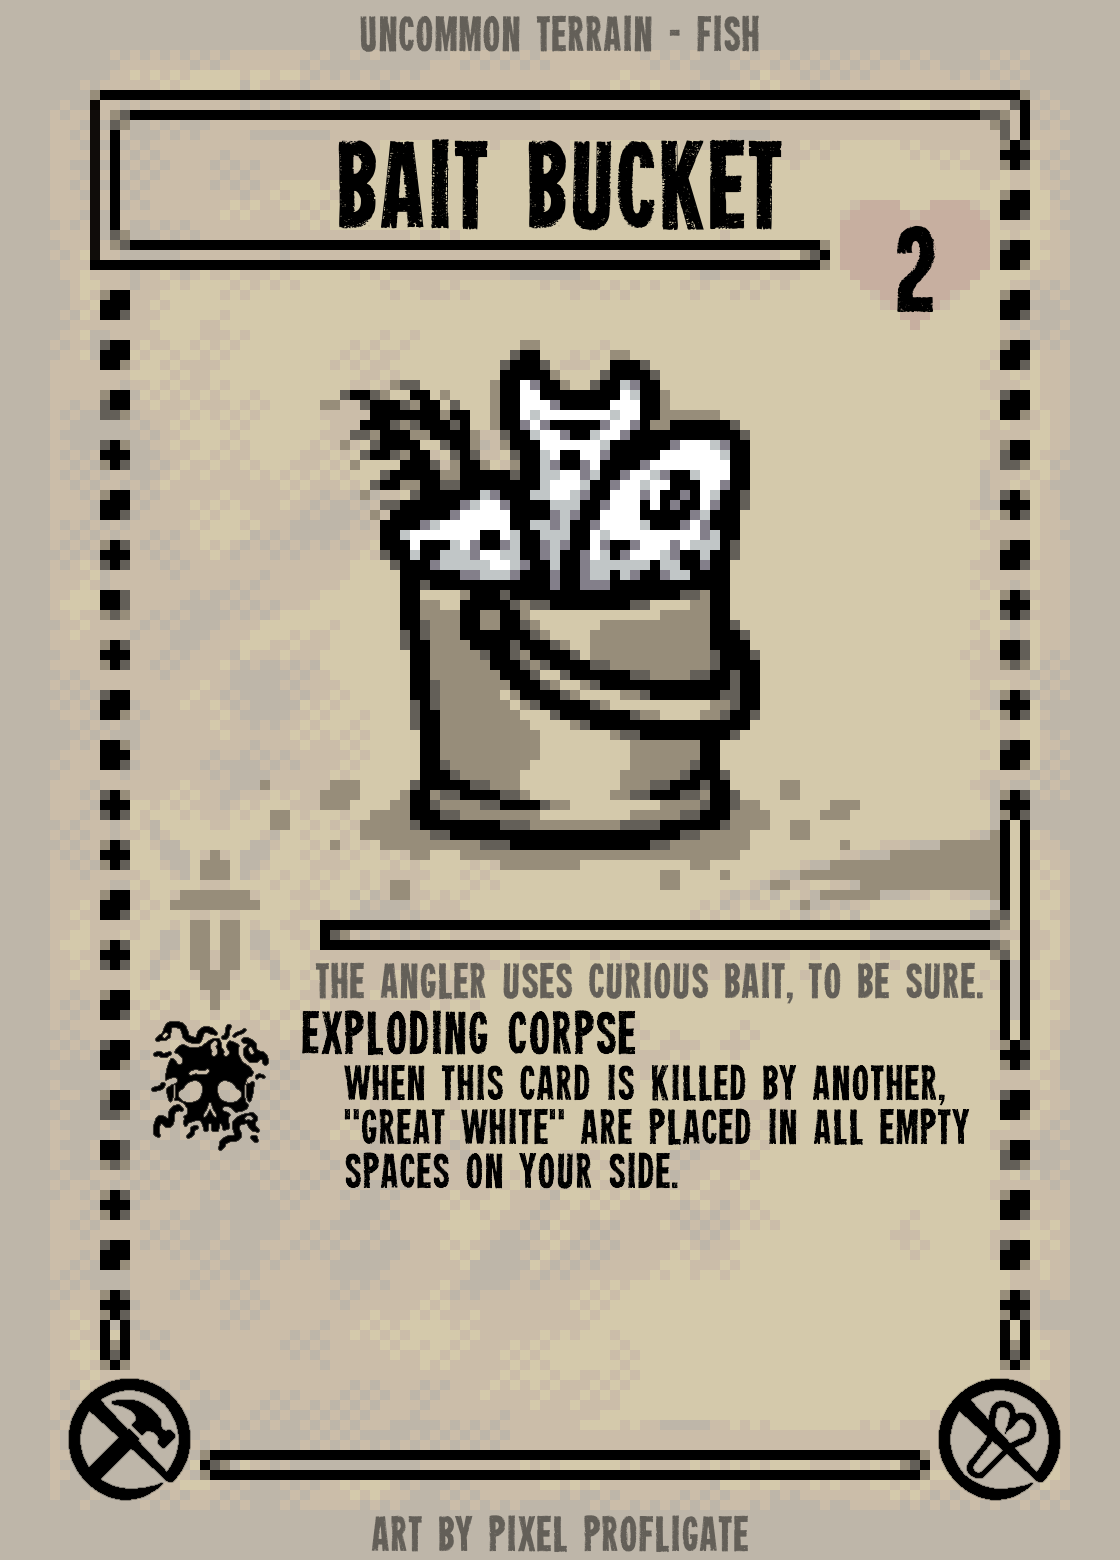 UNCOMMON TERRAIN - FISH
BAIT BUCKET
2
THE ANGLER USES CURIOUS BAIT, TO BE SURE.
EXPLODING CORPSE
WHEN THIS CARD IS KILLED BY ANOTHER,
"GREAT WHITE" ARE PLACED IN ALL EMPTY
SPACES ON YOUR SIDE.
ART BY PIXEL PROFLIGATE